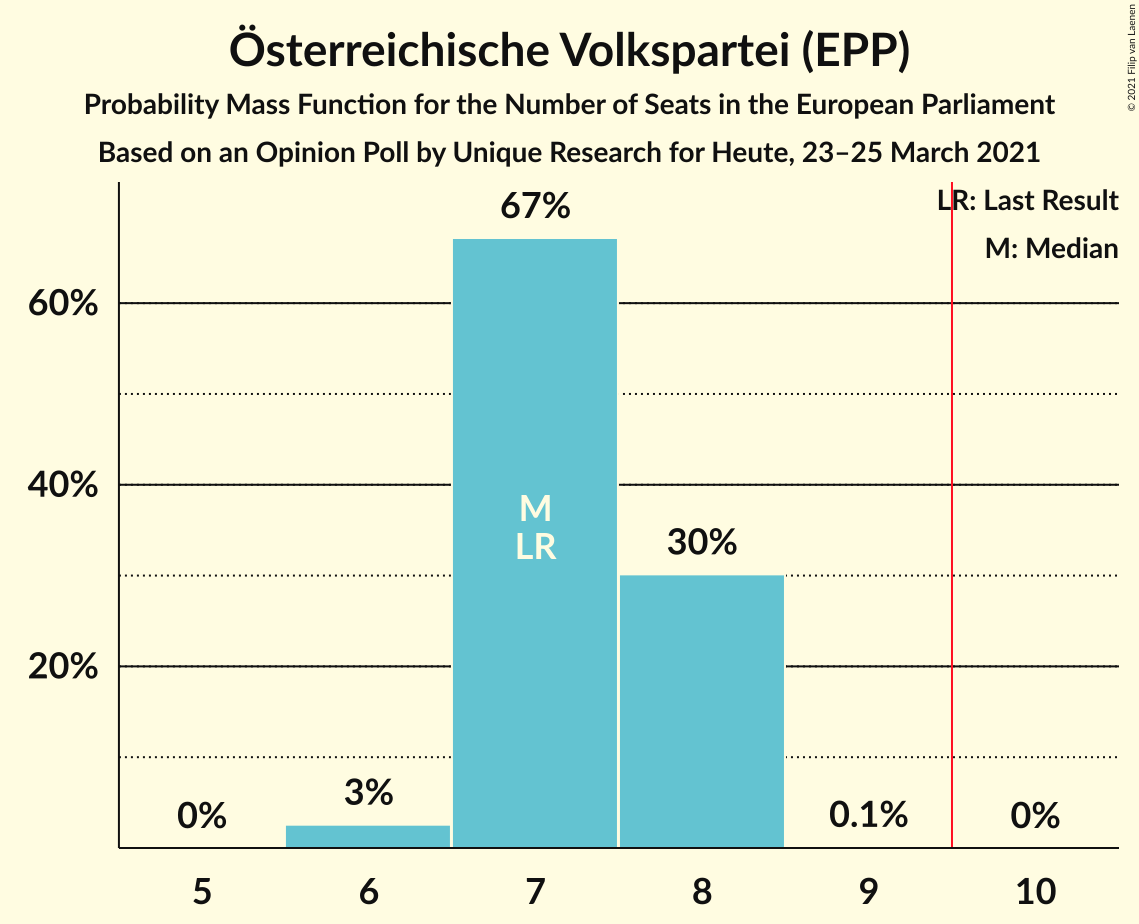 Österreichische Volkspartei (EPP)
Probability Mass Function for the Number of Seats in the European Parliament
Based on an Opinion Poll by Unique Research for Heute, 23–25 March 2021
© 2021 Filip van Laenen
LR: Last Result
M: Median
67%
60%
40%
20%
M
LR
30%
3%
0%
0.1%
0%
5 6 7 8 9 10